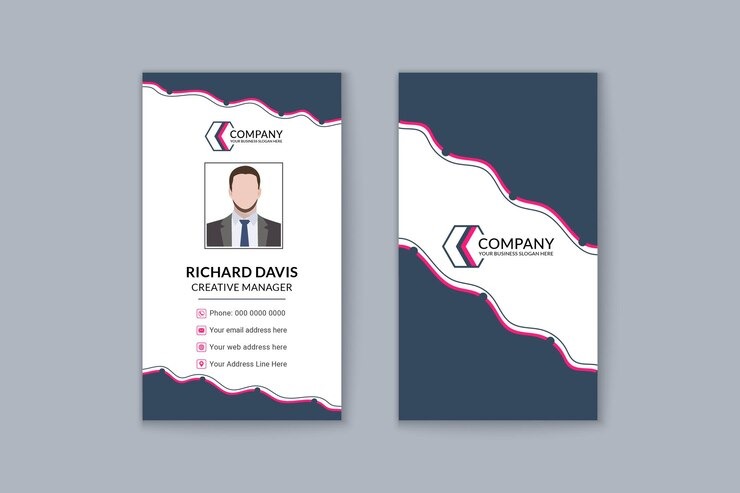 COMPANY
YOUR BUSINESS SLOGAN HERE
RICHARD DAVIS
CREATIVE MANAGER
Phone: 000 0000 0000
Your email address here
Your web address here
Your Address Line Here
COMPANY
YOUR BUSINESS SLOGAN HERE